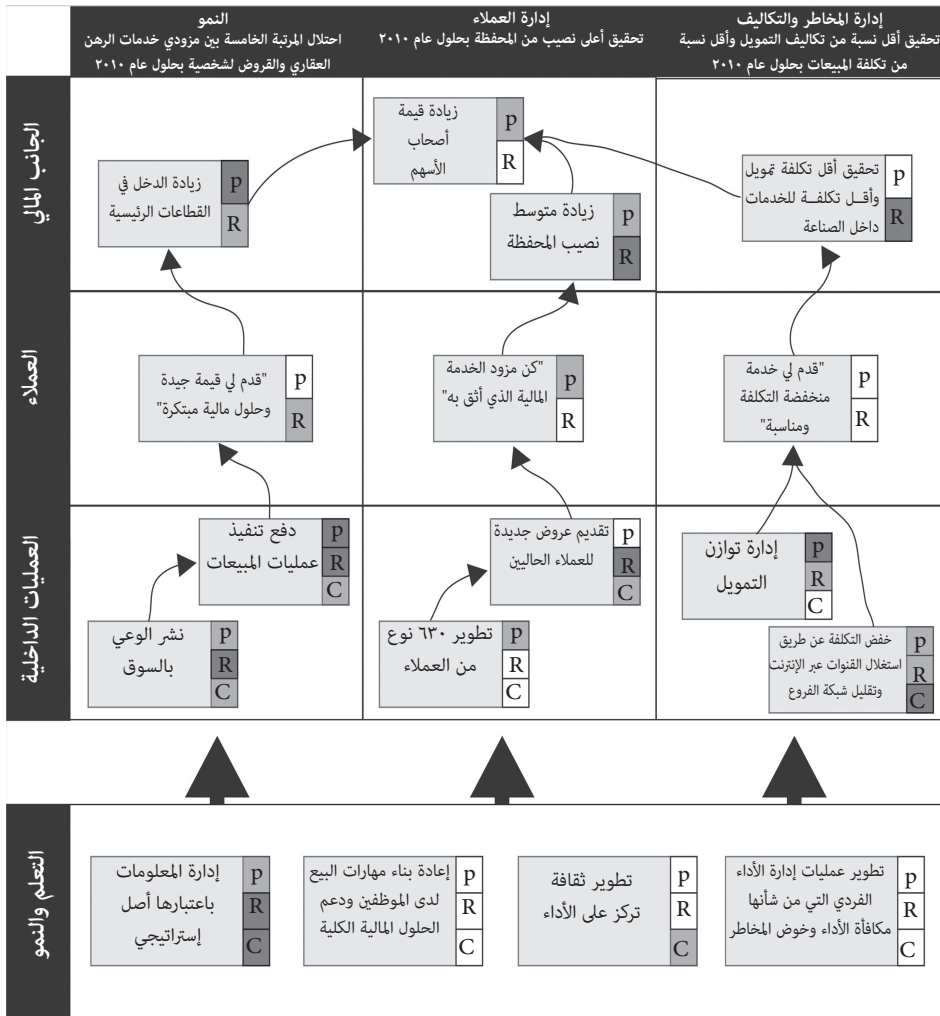 إدارة المخاطر والتكاليف
تحقيق أقل نسبة من تكاليف التمويل وأقل نسبة
من تكلفة المبيعات بحلول عام ٢٠١٠
إدارة العملاء
تحقيق أعلى نصيب من المحفظة بحلول عام ٢٠١٠
النمو
احتلال المرتبة الخامسة بين مزودي خدمات الرهن
العقاري والقروض لشخصية بحلول عام ٢٠١٠
الجانب المالي
تحقيق أقل تكلفة تمويل
وأقل تكلفة للخدمات
داخل الصناعة
p
R
زيادة قيمة
أصحاب
الأسهم
p
R
زيادة متوسط
نصيب المحفظة
p
R
زيادة الدخل في
القطاعات الرئيسية
p
R
العملاء
"قدم لي خدمة
منخفضة التكلفة
ومناسبة"
p
R
"كن مزود الخدمة
المالية الذي أثق به"
p
R
"قدم لي قيمة جيدة
وحلول مالية مبتكرة"
p
R
العمليات الداخلية
إدارة توازن
التمويل
p
R
C
خفض التكلفة عن طريق
استغلال القنوات عبر الإنترنت
وتقليل شبكة الفروع
p
R
C
تقديم عروض جديدة
للعملاء الحاليين
p
R
C
تطوير ٦٣٠ نوع
من العملاء
p
R
C
دفع تنفيذ
عمليات المبيعات
p
R
C
نشر الوعي
بالسوق
p
R
C
التعلم والنمو
تطوير عمليات إدارة الأداء
الفردي التي من شأنها
مكافأة الأداء وخوض المخاطر
p
R
C
تطوير ثقافة
تركز على الأداء
p
R
C
إعادة بناء مهارات البيع
لدى الموظفين ودعم
الحلول المالية الكلية
p
R
C
إدارة المعلومات
باعتبارها أصل
إستراتيجي
p
R
C